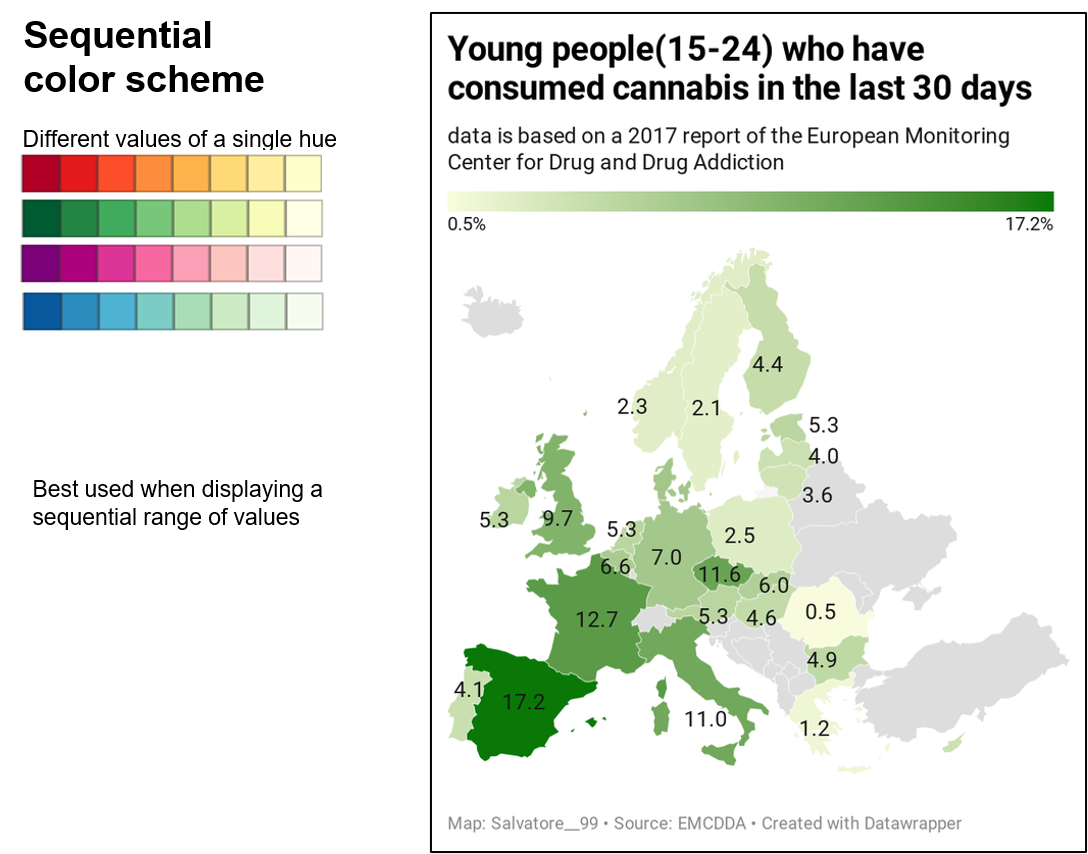 Sequential
color scheme
Different values of a single hue
Best used when displaying a
sequential range of values
Young people(15-24) who have
consumed cannabis in the last 30 days
data is based on a 2017 report of the European Monitoring
Center for Drug and Drug Addiction
0.5%
17.2%
4.4
2.3
2.1
5.3
4.0
3.6
5.3
9.7
5.3
2.5
7.0
6.6
11.6
6.0
12.7
5.3
4.6
0.5
4.9
4.1
17.2
11.0
1.2
Map: Salvatore__99 • Source: EMCDDA • Created with Datawrapper